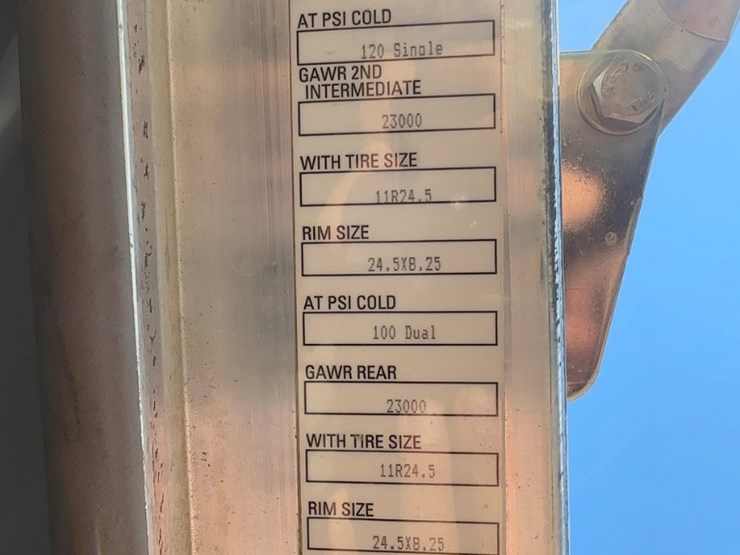 AT PSI COLD
120 Single
GAWR 2ND
INTERMEDIATE
23000
WITH TIRE SIZE
11R24.5
RIM SIZE
24.5X8.25
AT PSI COLD
100 Dual
GAWR REAR
23000
WITH TIRE SIZE
11R24.5
RIM SIZE
24.5X8.25